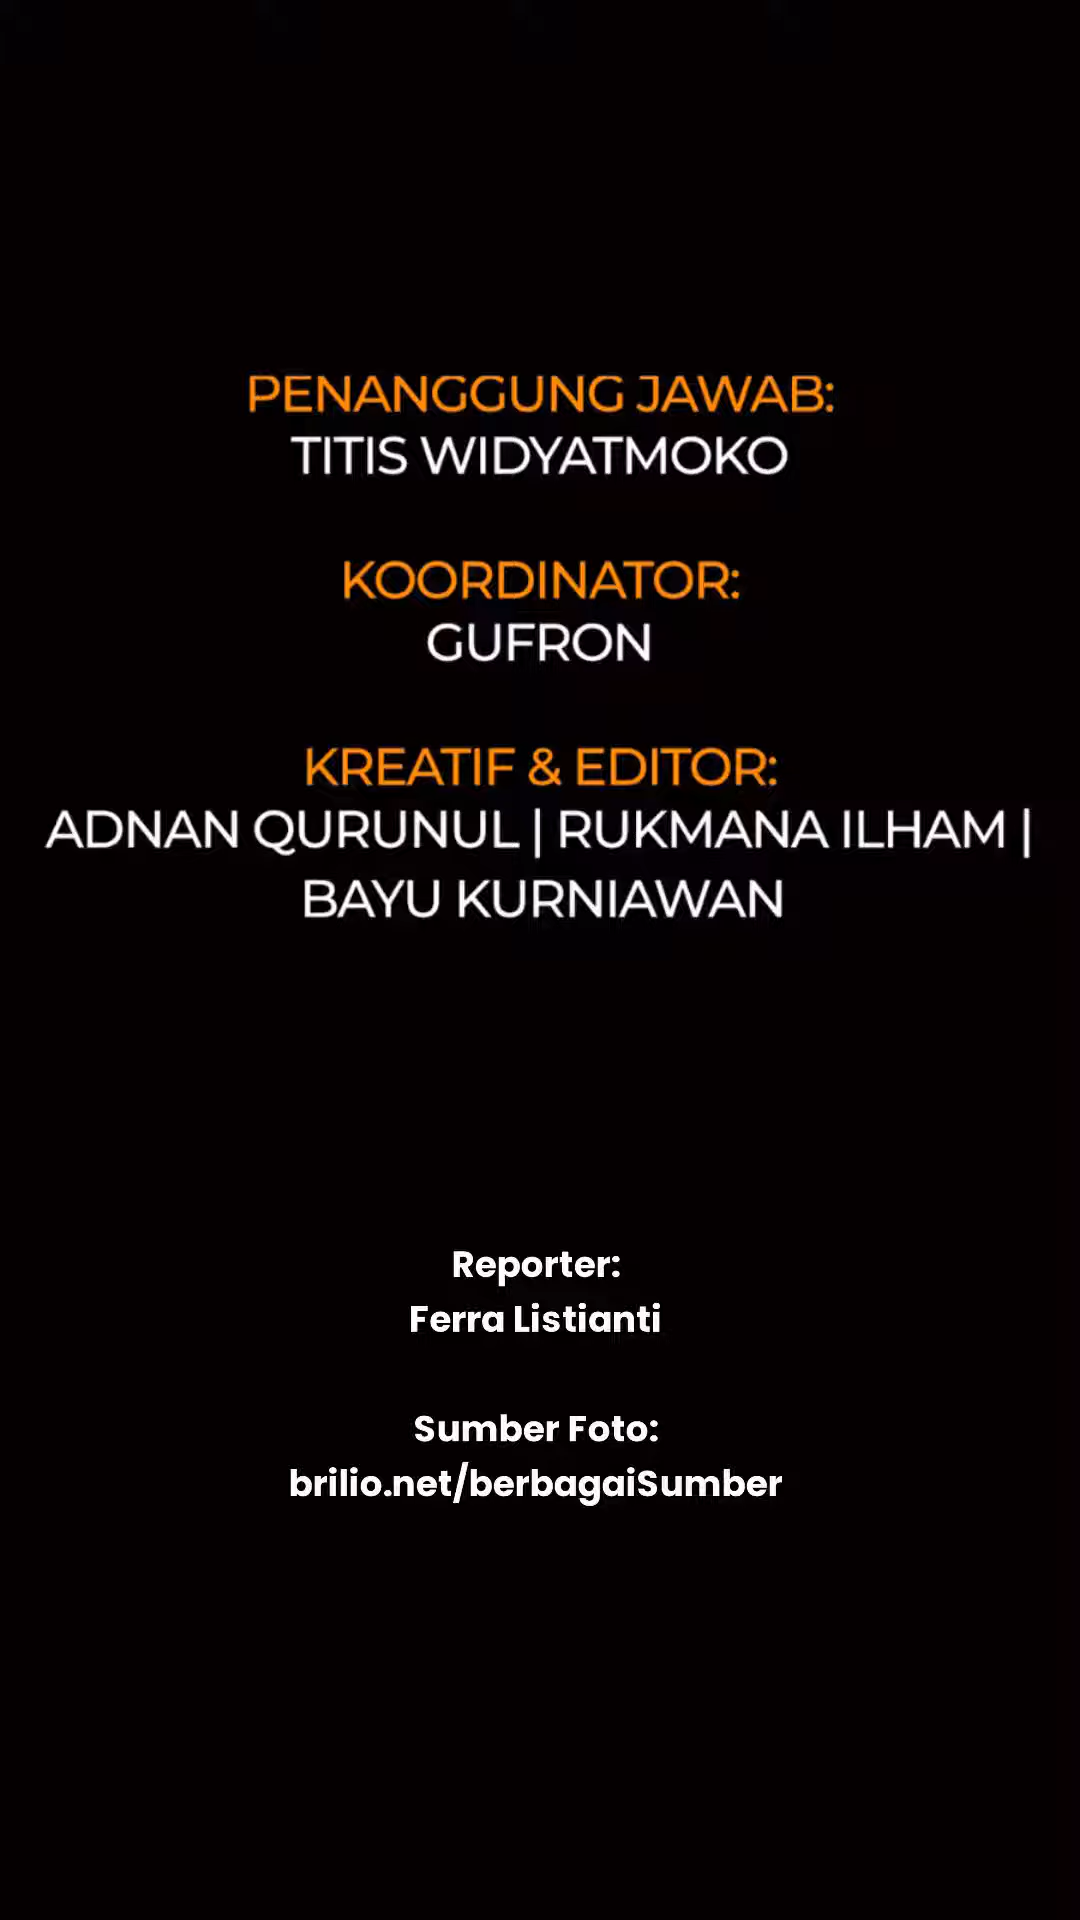 PENANGGUNG JAWAB:
TITIS WIDYATMOKO
KOORDINATOR:
GUFRON
KREATIF & EDITOR:
ADNAN QURUNUL | RUKMANA ILHAM |
BAYU KURNIAWAN
Reporter:
Ferra Listianti
Sumber Foto:
brilio.net/berbagaiSumber